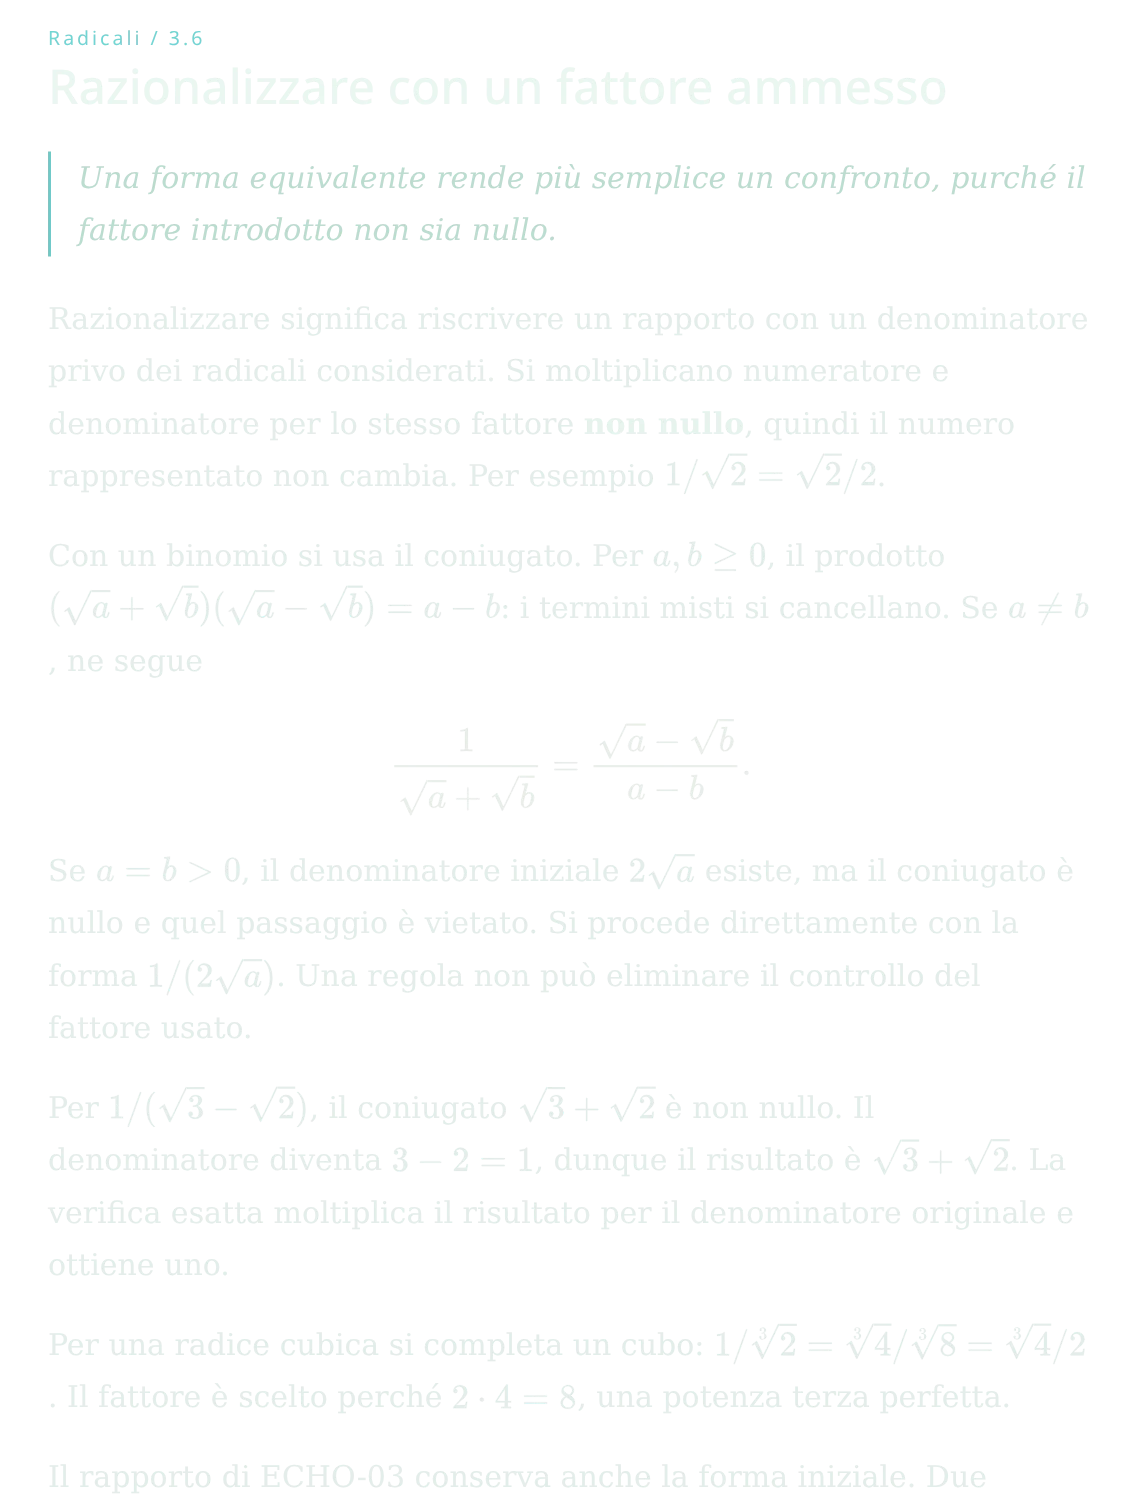 Radicali / 3.6
Razionalizzare con un fattore ammesso
Una forma equivalente rende più semplice un confronto, purché il
fattore introdotto non sia nullo.
Razionalizzare significa riscrivere un rapporto con un denominatore
privo dei radicali considerati. Si moltiplicano numeratore e
denominatore per lo stesso fattore non nullo, quindi il numero
rappresentato non cambia. Per esempio 1/√2 = √2/2.
Con un binomio si usa il coniugato. Per a, b ≥ 0, il prodotto
(√a + √b)(√a − √b) = a − b: i termini misti si cancellano. Se a ≠ b
, ne segue
1/(√a + √b) = (√a − √b)/(a − b).
Se a = b > 0, il denominatore iniziale 2√a esiste, ma il coniugato è
nullo e quel passaggio è vietato. Si procede direttamente con la
forma 1/(2√a). Una regola non può eliminare il controllo del
fattore usato.
Per 1/(√3 − √2), il coniugato √3 + √2 è non nullo. Il
denominatore diventa 3 − 2 = 1, dunque il risultato è √3 + √2. La
verifica esatta moltiplica il risultato per il denominatore originale e
ottiene uno.
Per una radice cubica si completa un cubo: 1/∛2 = ∛4/∛8 = ∛4/2
. Il fattore è scelto perché 2 · 4 = 8, una potenza terza perfetta.
Il rapporto di ECHO-03 conserva anche la forma iniziale. Due